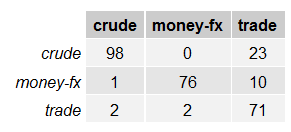 crude money-fx trade
crude 98 0 23
money-fx 1 76 10
trade 2 2 71